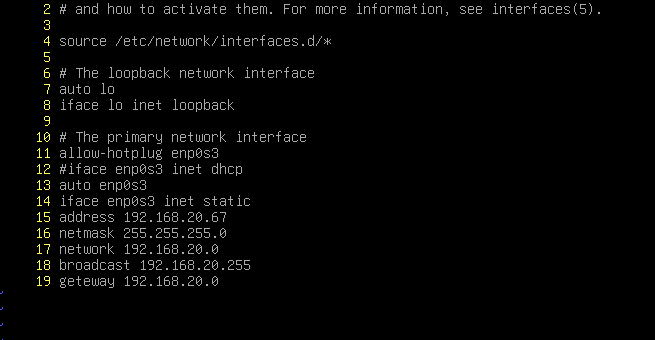 2 # and how to activate them. For more information, see interfaces(5).
3
4 source /etc/network/interfaces.d/*
5
6 # The loopback network interface
7 auto lo
8 iface lo inet loopback
9
10 # The primary network interface
11 allow-hotplug enp0s3
12 #iface enp0s3 inet dhcp
13 auto enp0s3
14 iface enp0s3 inet static
15 address 192.168.20.67
16 netmask 255.255.255.0
17 network 192.168.20.0
18 broadcast 192.168.20.255
19 geteway 192.168.20.0
~
~
~